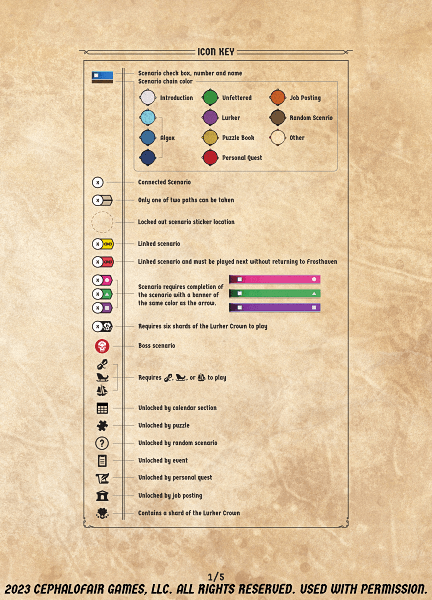 ICON KEY
Scenario check box, number and name
Scenario chain color
Introduction
Unfettered
Job Posting
Lurker
Random Scenrio
Algox
Puzzle Book
Other
Personal Quest
X
Connected Scenario
X
Only one of two paths can be taken
Locked out scenario sticker location
X
Linked scenario
X
Linked scenario and must be played next without returning to Frosthaven
X
X
X
Scenario requires completion of
the scenario with a banner of
the same color as the arrow.
X
Requires six shards of the Lurker Crown to play
Boss scenario
Requires , , or to play
Unlocked by calendar section
Unlocked by puzzle
?
Unlocked by random scenario
Unlocked by event
Unlocked by personal quest
Unlocked by job posting
Contains a shard of the Lurker Crown
1/5
2023 CEPHALOFAIR GAMES, LLC. ALL RIGHTS RESERVED. USED WITH PERMISSION.